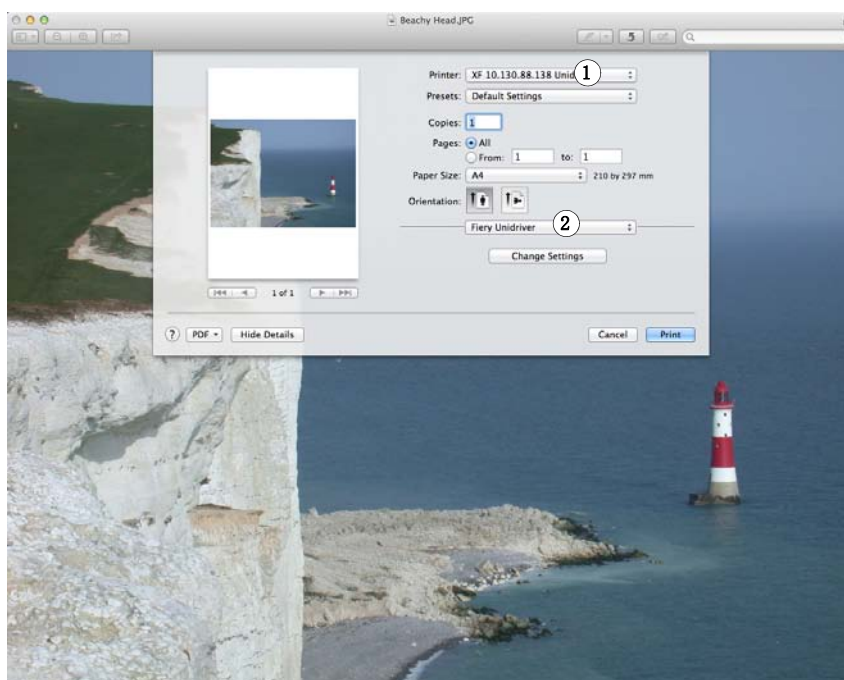 Beachy Head.JPG
5
Printer: XF 10.130.88.138 Unid 1
Presets: Default Settings
Copies: 1
Pages: All
From: 1 to: 1
Paper Size: A4 210 by 297 mm
Orientation:
Fiery Unidriver 2
Change Settings
1 of 1
? PDF Hide Details Cancel Print